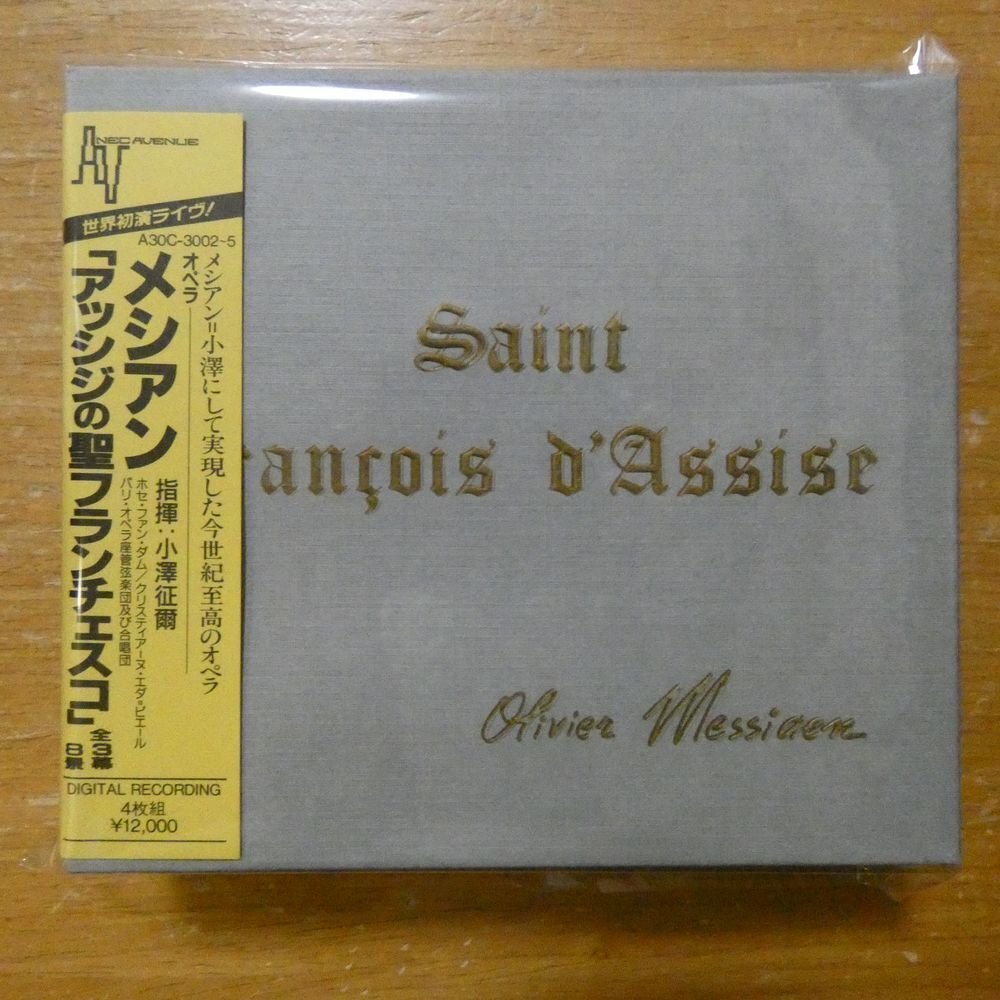 NEC AVENUE
AV
世界初演ライヴ!
A30C-3002~5
メシアン=小澤にして実現した今世紀至高のオペラ
オペラ
メシアン
「アッシジの聖フランチェスコ」
全3幕
8景
指揮:小澤征爾
ホセ・ファン・ダム/クリスティアーヌ・エダ=ピエール
パリ・オペラ座管弦楽団及び合唱団
DIGITAL RECORDING
4枚組
¥12,000
Saint
rançois d'Assise
Olivier Messiaen